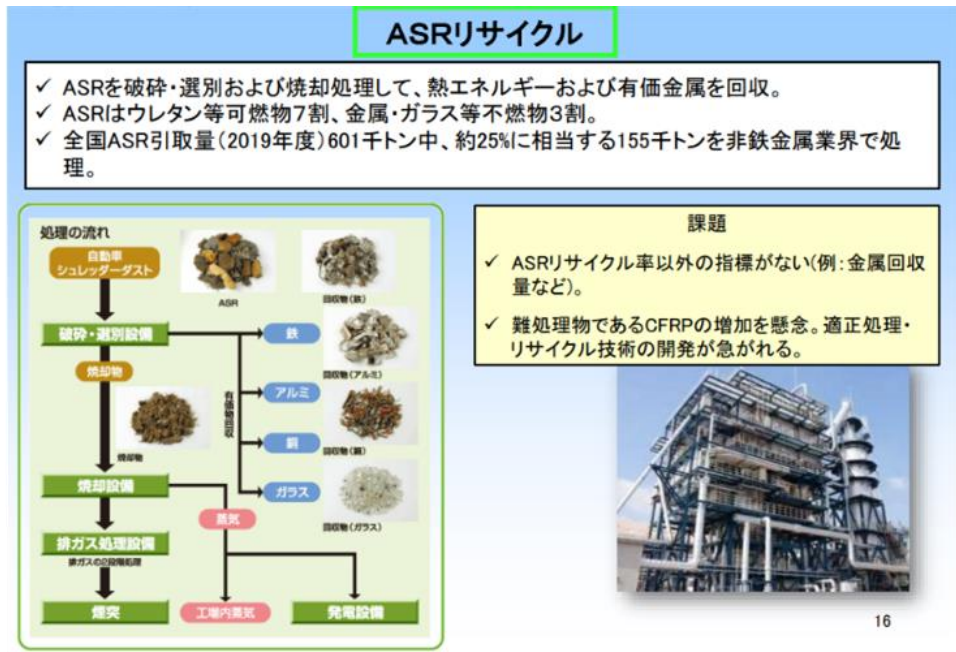 ASRリサイクル
✓ ASRを破砕・選別および焼却処理して、熱エネルギーおよび有価金属を回収。
✓ ASRはウレタン等可燃物7割、金属・ガラス等不燃物3割。
✓ 全国ASR引取量(2019年度)601千トン中、約25%に相当する155千トンを非鉄金属業界で処
理。
処理の流れ
自動車
シュレッダーダスト
ASR
回収物(鉄)
破砕・選別設備
鉄
回収物(アルミ)
焼却物
アルミ
有価物回収
焼却物
銅
回収物(銅)
焼却設備
ガラス
回収物(ガラス)
蒸気
排ガス処理設備
排ガスの2段階処理
煙突
工場内蒸気
発電設備
課題
✓ ASRリサイクル率以外の指標がない(例:金属回収
量など)。
✓ 難処理物であるCFRPの増加を懸念。適正処理・
リサイクル技術の開発が急がれる。
16